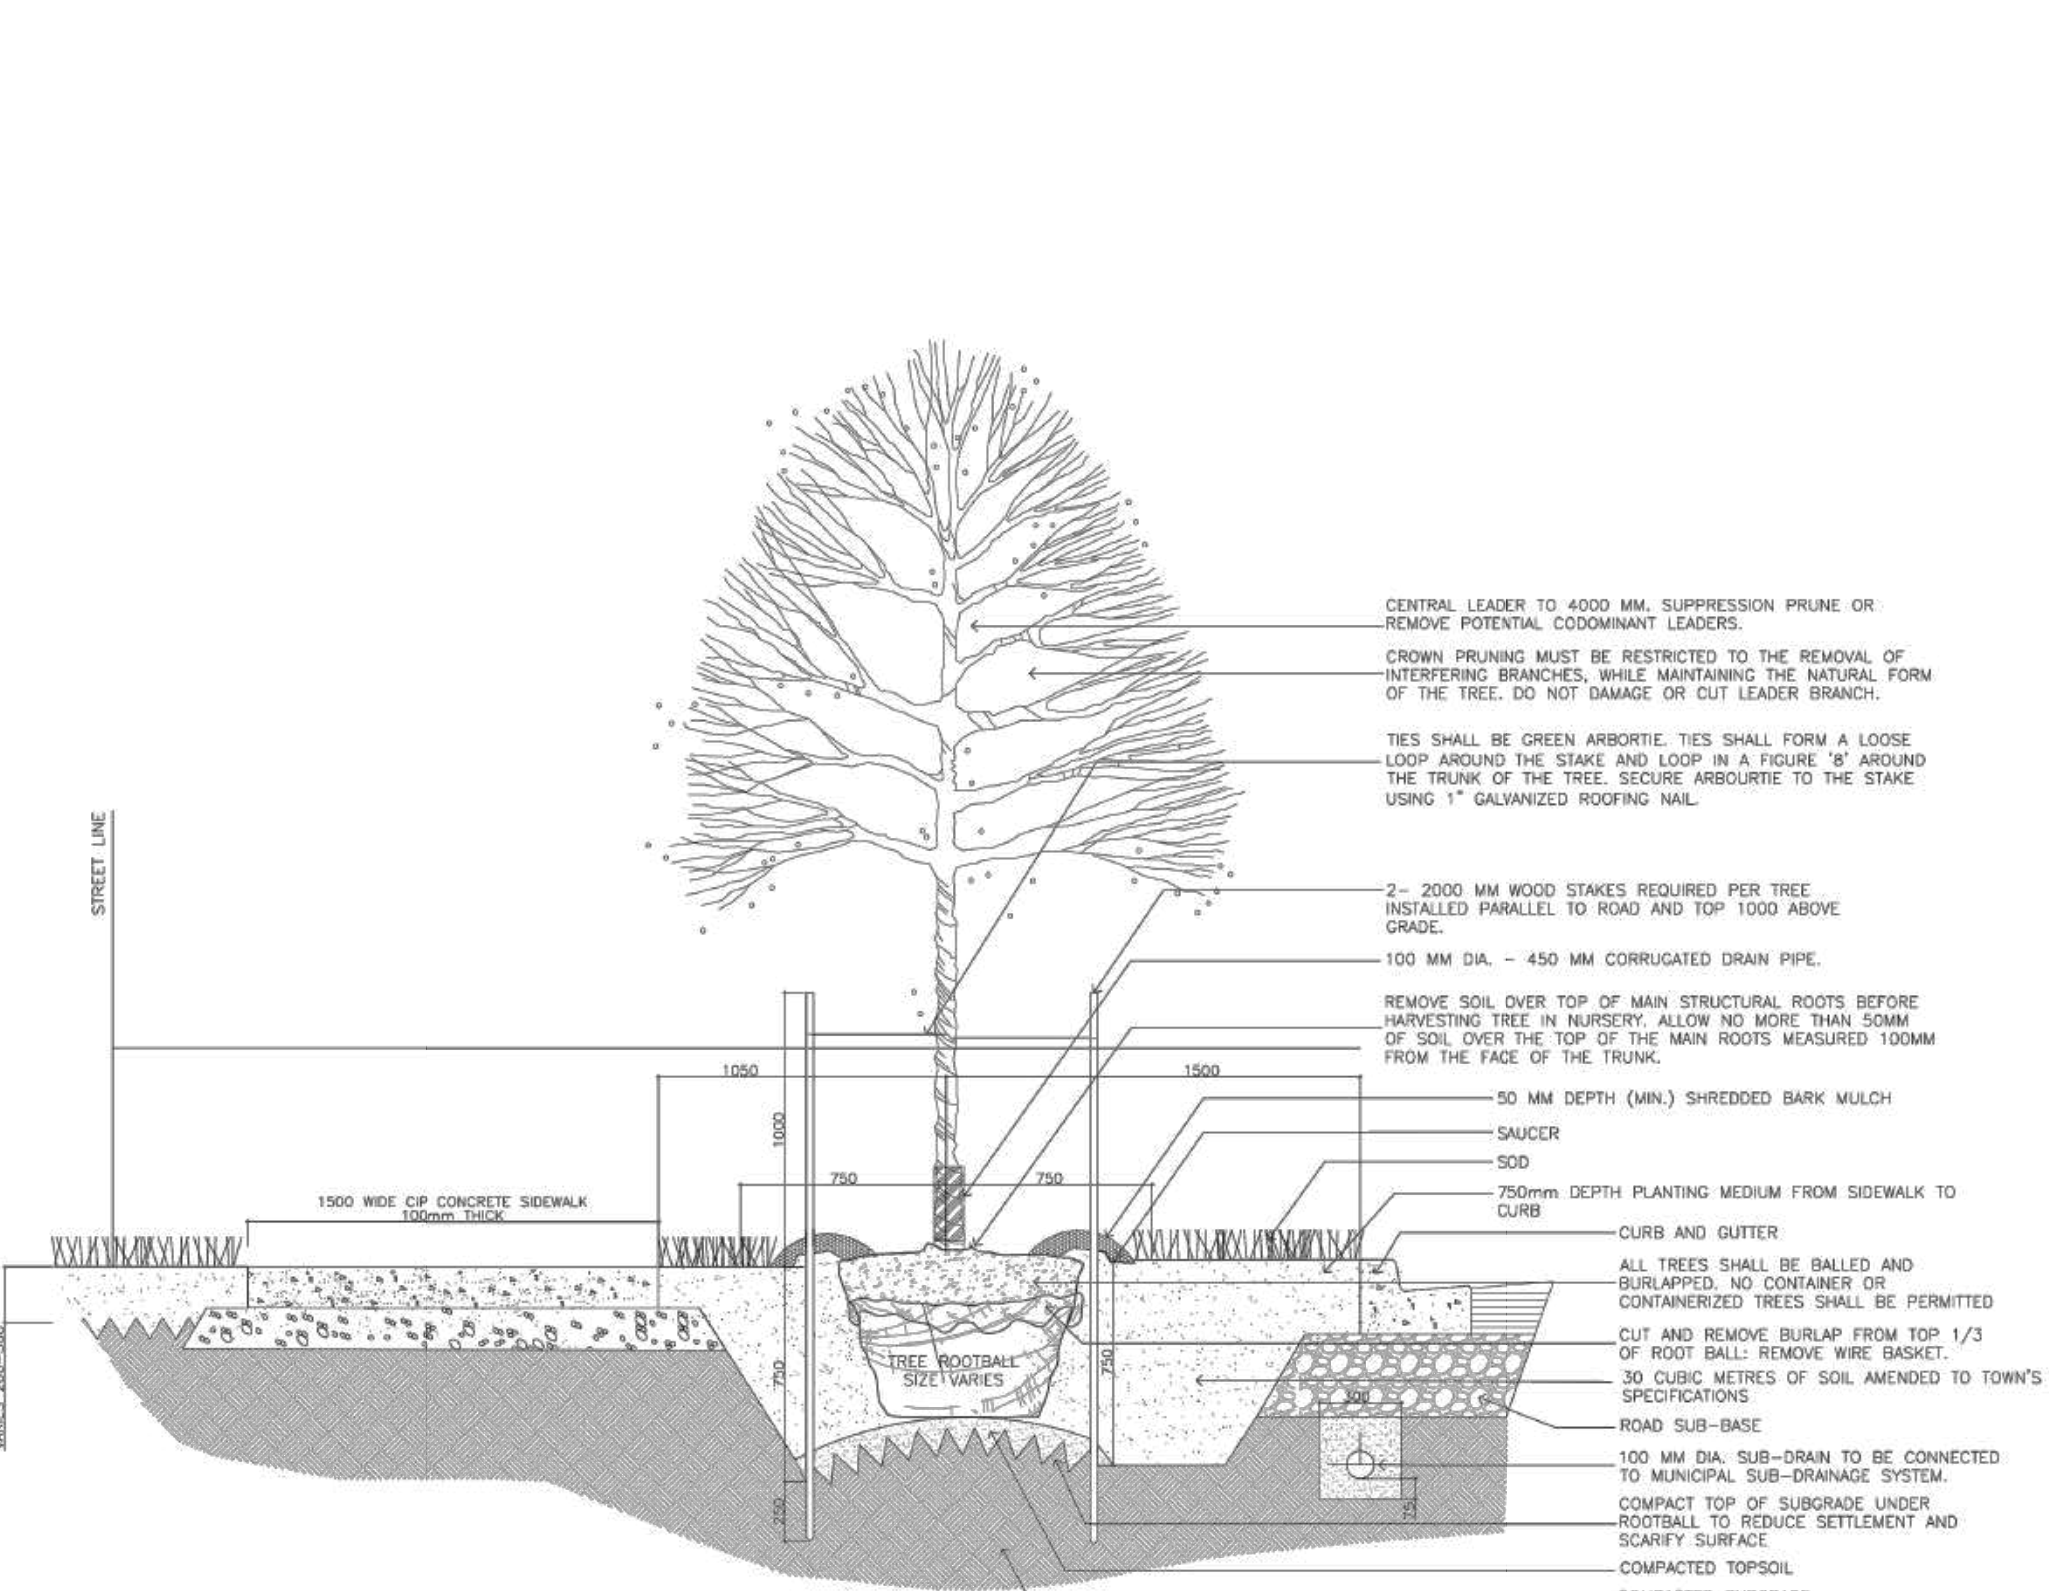 CENTRAL LEADER TO 4000 MM. SUPPRESSION PRUNE OR
REMOVE POTENTIAL CODOMINANT LEADERS.
CROWN PRUNING MUST BE RESTRICTED TO THE REMOVAL OF
INTERFERING BRANCHES, WHILE MAINTAINING THE NATURAL FORM
OF THE TREE. DO NOT DAMAGE OR CUT LEADER BRANCH.
TIES SHALL BE GREEN ARBORTIE. TIES SHALL FORM A LOOSE
LOOP AROUND THE STAKE AND LOOP IN A FIGURE '8' AROUND
THE TRUNK OF THE TREE. SECURE ARBOURTIE TO THE STAKE
USING 1" GALVANIZED ROOFING NAIL.
STREET LINE
2- 2000 MM WOOD STAKES REQUIRED PER TREE
INSTALLED PARALLEL TO ROAD AND TOP 1000 ABOVE
GRADE.
100 MM DIA. - 450 MM CORRUGATED DRAIN PIPE.
REMOVE SOIL OVER TOP OF MAIN STRUCTURAL ROOTS BEFORE
HARVESTING TREE IN NURSERY. ALLOW NO MORE THAN 50MM
OF SOIL OVER THE TOP OF THE MAIN ROOTS MEASURED 100MM
FROM THE FACE OF THE TRUNK.
1050
1500
1000
50 MM DEPTH (MIN.) SHREDDED BARK MULCH
SAUCER
SOD
750
750
1500 WIDE CIP CONCRETE SIDEWALK
100mm THICK
750mm DEPTH PLANTING MEDIUM FROM SIDEWALK TO
CURB
CURB AND GUTTER
ALL TREES SHALL BE BALLED AND
BURLAPPED. NO CONTAINER OR
CONTAINERIZED TREES SHALL BE PERMITTED
CUT AND REMOVE BURLAP FROM TOP 1/3
OF ROOT BALL: REMOVE WIRE BASKET.
TREE ROOTBALL
SIZE VARIES
750
750
30 CUBIC METRES OF SOIL AMENDED TO TOWN'S
SPECIFICATIONS
300
ROAD SUB-BASE
100 MM DIA. SUB-DRAIN TO BE CONNECTED
TO MUNICIPAL SUB-DRAINAGE SYSTEM.
250
75
COMPACT TOP OF SUBGRADE UNDER
ROOTBALL TO REDUCE SETTLEMENT AND
SCARIFY SURFACE
COMPACTED TOPSOIL